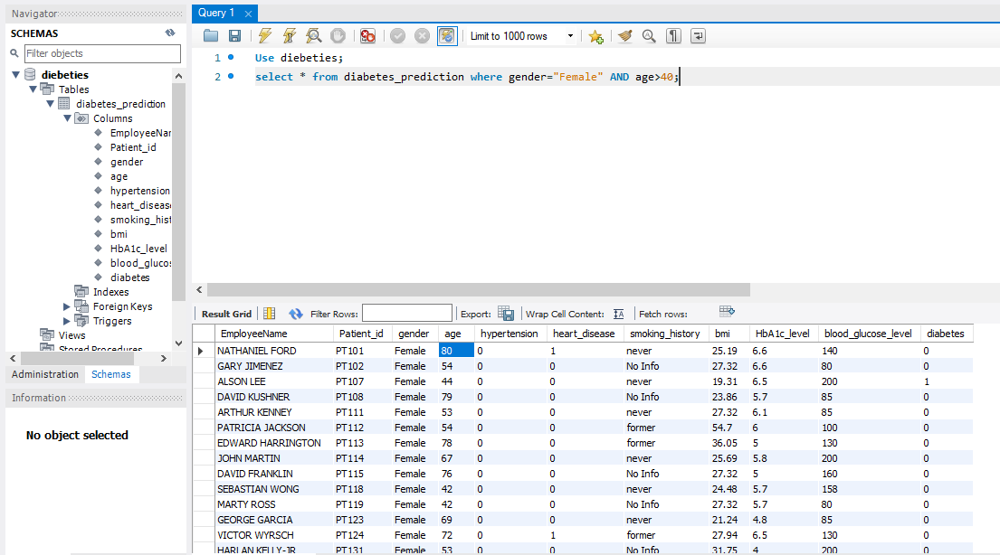 Navigator
SCHEMAS
Filter objects
diebeties
Tables
diabetes_prediction
Columns
EmployeeNar
Patient_id
gender
age
hypertension
heart_disease
smoking_hist
bmi
HbA1c_level
blood_glucos
diabetes
Indexes
Foreign Keys
Triggers
Views
Stored Procedures
Administration Schemas
Information
No object selected
Query 1
Limit to 1000 rows
1 Use diebeties;
2 select * from diabetes_prediction where gender="Female" AND age>40;
Result Grid Filter Rows: Export: Wrap Cell Content: Fetch rows:
EmployeeName Patient_id gender age hypertension heart_disease smoking_history bmi HbA1c_level blood_glucose_level diabetes
NATHANIEL FORD PT101 Female 80 0 1 never 25.19 6.6 140 0
GARY JIMENEZ PT102 Female 54 0 0 No Info 27.32 6.6 80 0
ALSON LEE PT107 Female 44 0 0 never 19.31 6.5 200 1
DAVID KUSHNER PT108 Female 79 0 0 No Info 23.86 5.7 85 0
ARTHUR KENNEY PT111 Female 53 0 0 never 27.32 6.1 85 0
PATRICIA JACKSON PT112 Female 54 0 0 former 54.7 6 100 0
EDWARD HARRINGTON PT113 Female 78 0 0 former 36.05 5 130 0
JOHN MARTIN PT114 Female 67 0 0 never 25.69 5.8 200 0
DAVID FRANKLIN PT115 Female 76 0 0 No Info 27.32 5 160 0
SEBASTIAN WONG PT118 Female 42 0 0 never 24.48 5.7 158 0
MARTY ROSS PT119 Female 42 0 0 No Info 27.32 5.7 80 0
GEORGE GARCIA PT123 Female 69 0 0 never 21.24 4.8 85 0
VICTOR WYRSCH PT124 Female 72 0 1 former 27.94 6.5 130 0
HARLAN KELLY-JR PT131 Female 53 0 0 No Info 31.75 4 200 0